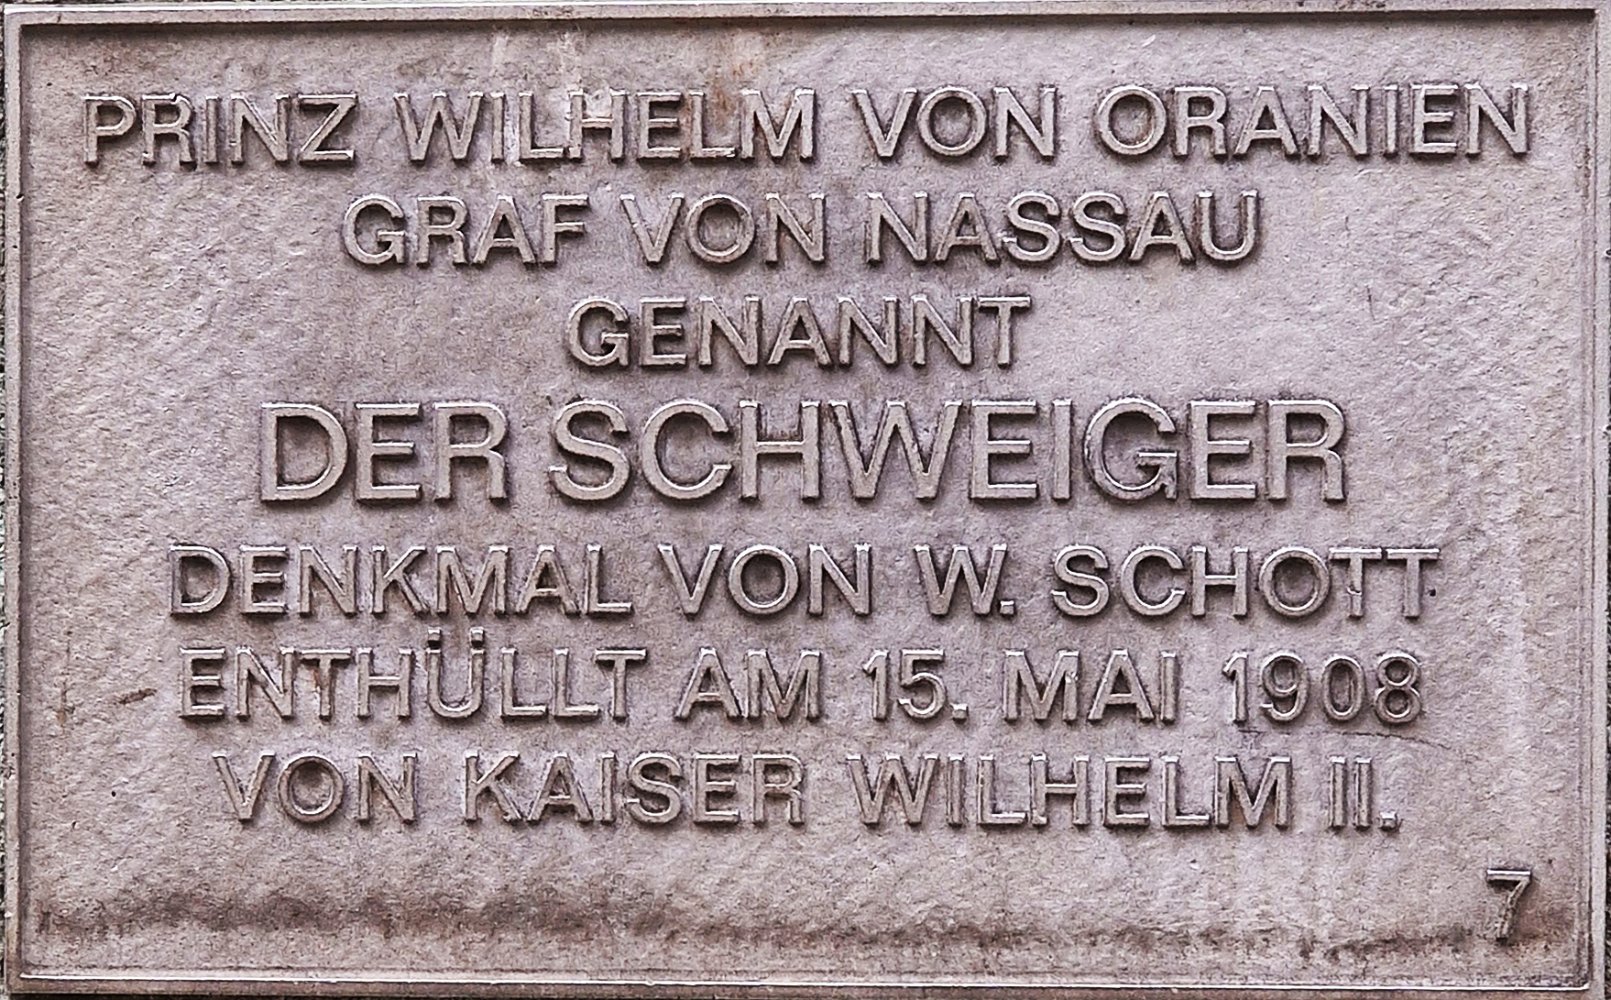 PRINZ WILHELM VON ORANIEN
GRAF VON NASSAU
GENANNT
DER SCHWEIGER
DENKMAL VON W. SCHOTT
ENTHÜLLT AM 15. MAI 1908
VON KAISER WILHELM II.
7